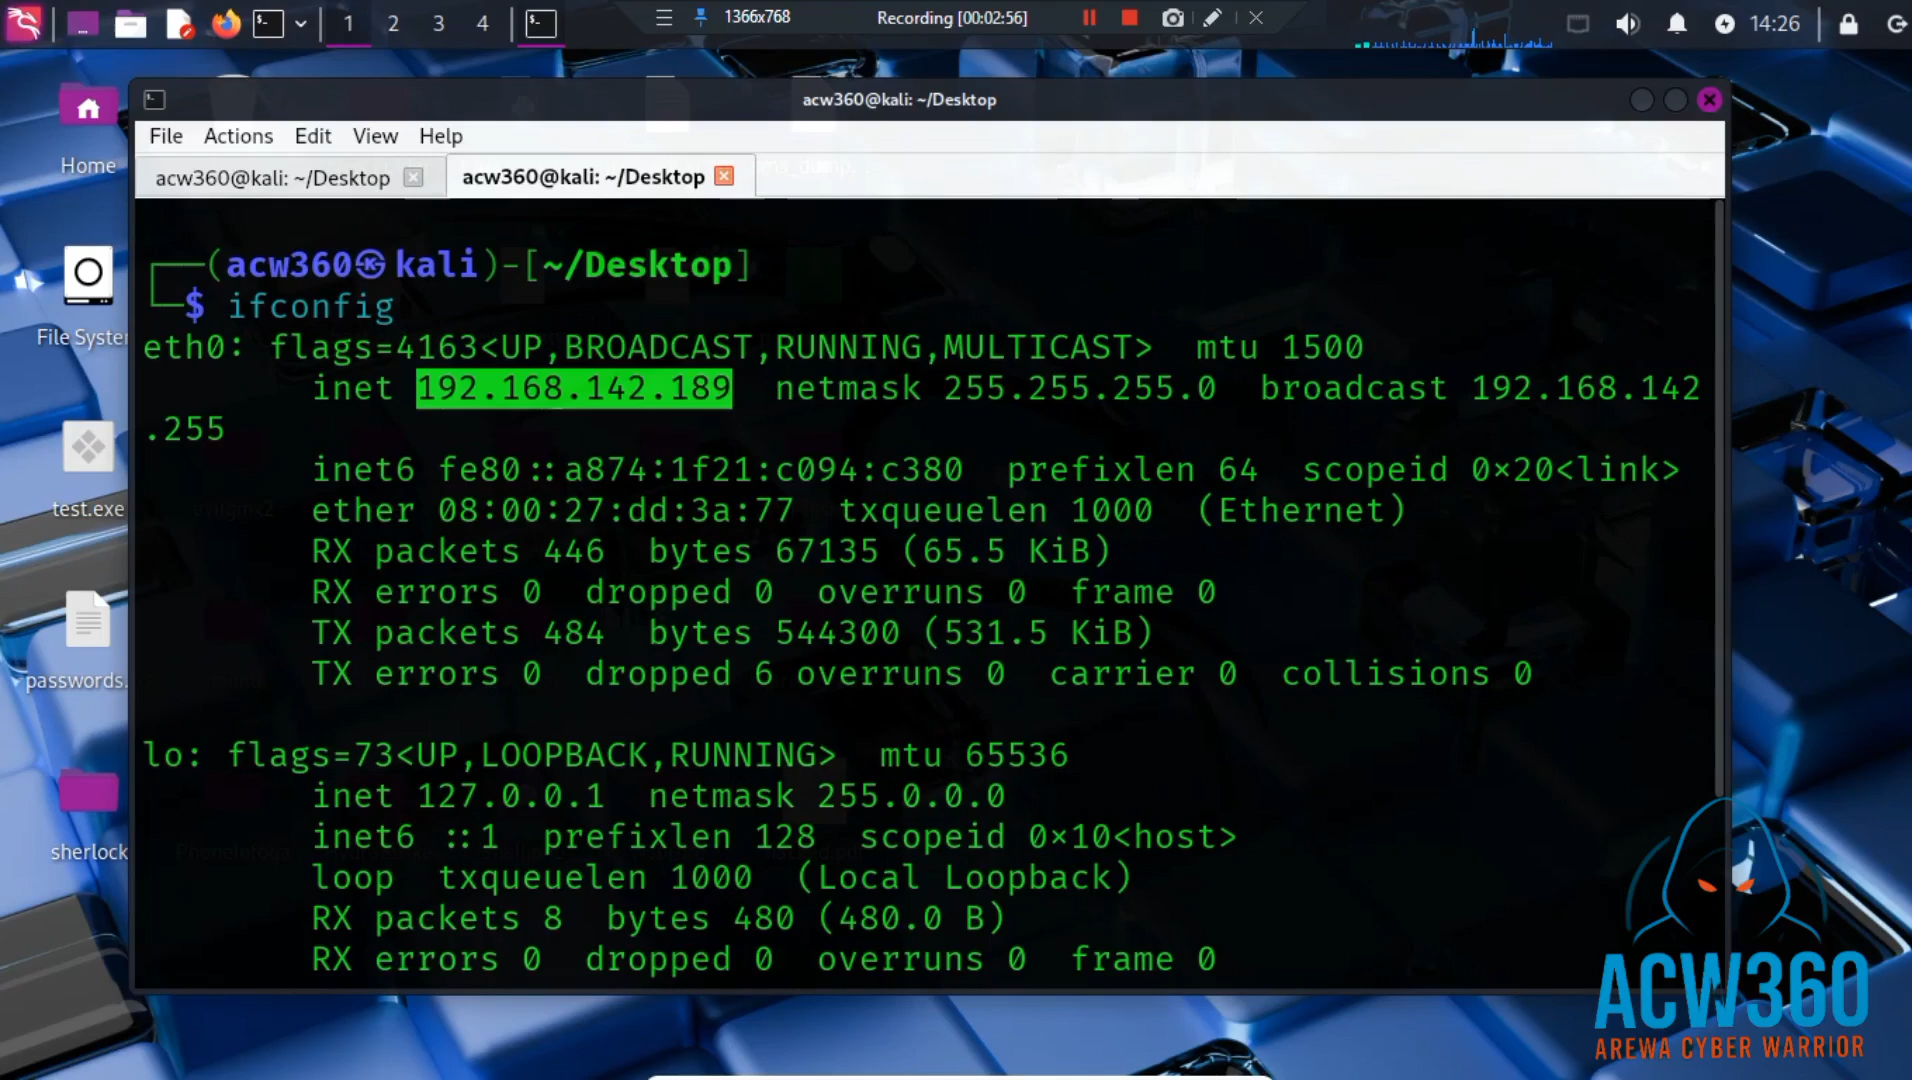 1 2 3 4
1366x768
Recording [00:02:56]
14:26
acw360@kali: ~/Desktop
File Actions Edit View Help
acw360@kali: ~/Desktop
acw360@kali: ~/Desktop
Home
File Syste
test.exe
passwords.
sherlock
(acw360㉿kali)-[~/Desktop]
$ ifconfig
eth0: flags=4163<UP,BROADCAST,RUNNING,MULTICAST> mtu 1500
inet 192.168.142.189 netmask 255.255.255.0 broadcast 192.168.142
.255
inet6 fe80::a874:1f21:c094:c380 prefixlen 64 scopeid 0×20<link>
ether 08:00:27:dd:3a:77 txqueuelen 1000 (Ethernet)
RX packets 446 bytes 67135 (65.5 KiB)
RX errors 0 dropped 0 overruns 0 frame 0
TX packets 484 bytes 544300 (531.5 KiB)
TX errors 0 dropped 6 overruns 0 carrier 0 collisions 0
lo: flags=73<UP,LOOPBACK,RUNNING> mtu 65536
inet 127.0.0.1 netmask 255.0.0.0
inet6 ::1 prefixlen 128 scopeid 0×10<host>
loop txqueuelen 1000 (Local Loopback)
RX packets 8 bytes 480 (480.0 B)
RX errors 0 dropped 0 overruns 0 frame 0
ACW360
AREWA CYBER WARRIOR